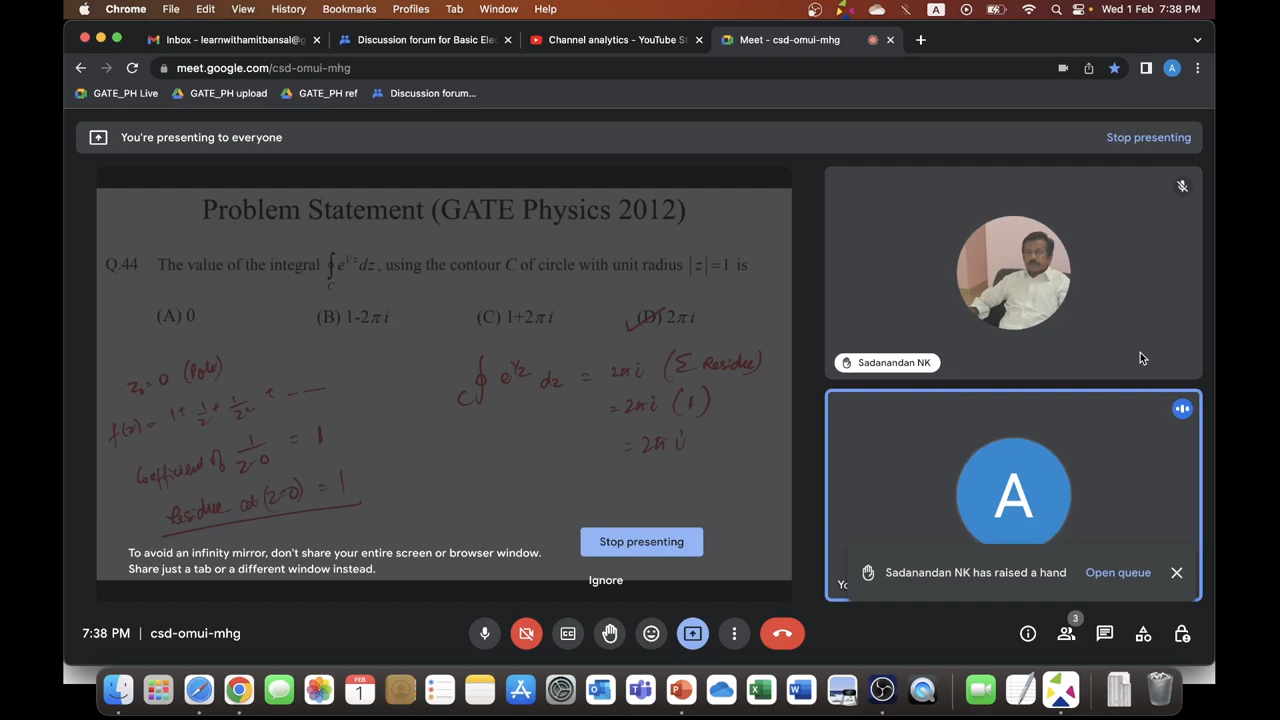 Chrome File Edit View History Bookmarks Profiles Tab Window Help A Wed 1 Feb 7:38 PM
Inbox - learnwithamitbansal@g Discussion forum for Basic Ele Channel analytics - YouTube St Meet - csd-omui-mhg
meet.google.com/csd-omui-mhg A
GATE_PH Live GATE_PH upload GATE_PH ref Discussion forum...
You're presenting to everyone Stop presenting
Problem Statement (GATE Physics 2012)
Q.44 The value of the integral ∮_C e^{1/z} dz, using the contour C of circle with unit radius |z|=1 is
(A) 0 (B) 1-2πi (C) 1+2πi (D) 2πi
z₀=0 (Pole)
f(z) = 1 + 1/z + 1/z² + -- ---
Coefficient of 1/(z-0) = 1
Residue at (z=0) = 1
∮_C e^{1/z} dz = 2πi (Σ Residue)
= 2πi (1)
= 2πi
To avoid an infinity mirror, don't share your entire screen or browser window.
Share just a tab or a different window instead.
Stop presenting
Ignore
Sadanandan NK
A
Sadanandan NK has raised a hand Open queue
7:38 PM csd-omui-mhg 3
FEB
1